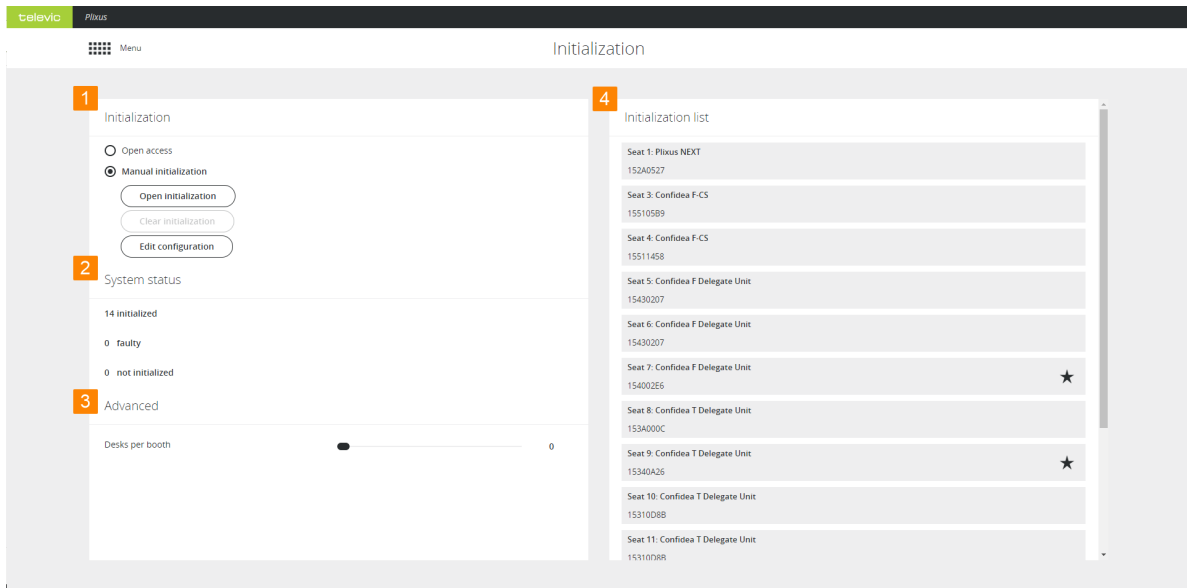 televic Plixus
Menu
Initialization
1
Initialization
Open access
Manual initialization
Open initialization
Clear initialization
Edit configuration
2
System status
14 initialized
0 faulty
0 not initialized
3
Advanced
Desks per booth 0
4
Initialization list
Seat 1: Plixus NEXT
152A0527
Seat 3: Confidea F-CS
155105B9
Seat 4: Confidea F-CS
15511458
Seat 5: Confidea F Delegate Unit
15430207
Seat 6: Confidea F Delegate Unit
15430207
Seat 7: Confidea F Delegate Unit
154002E6
Seat 8: Confidea T Delegate Unit
153A000C
Seat 9: Confidea T Delegate Unit
15340A26
Seat 10: Confidea T Delegate Unit
15310D8B
Seat 11: Confidea T Delegate Unit
15310D8B